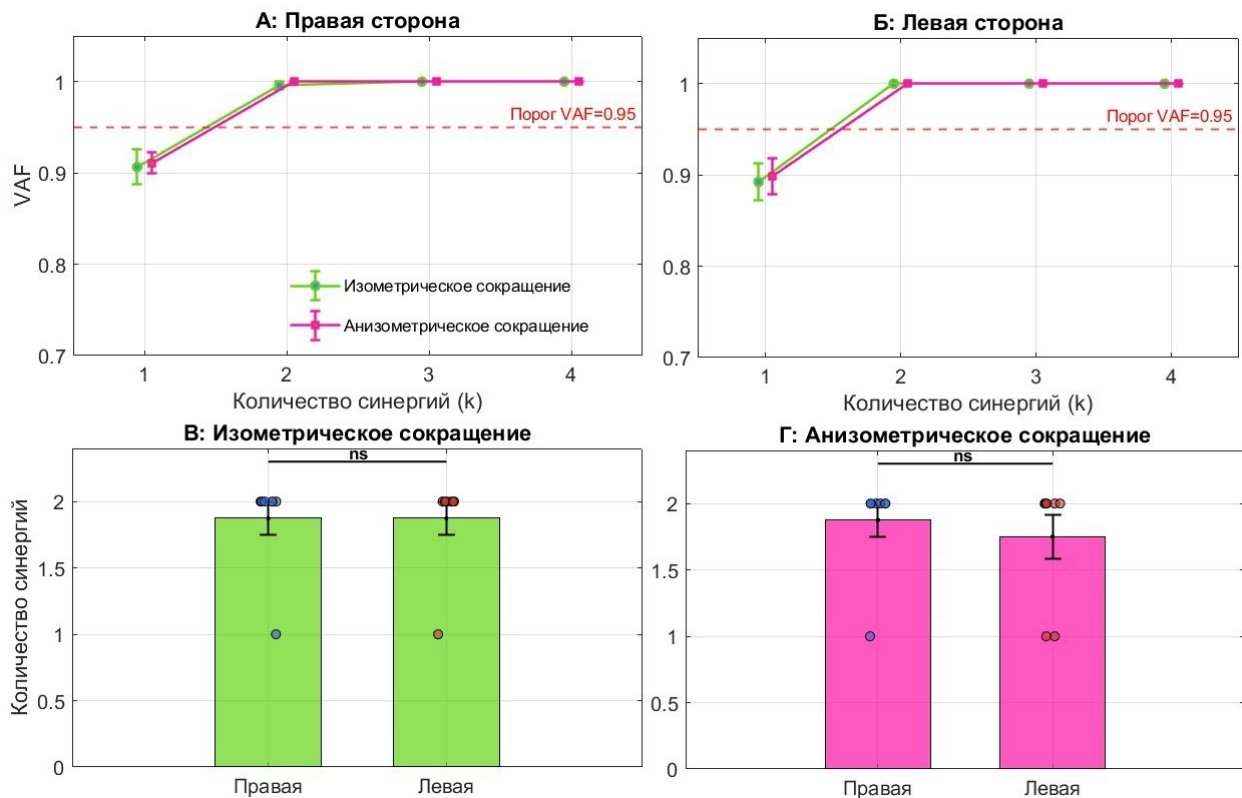 А: Правая сторона
VAF
1
0.9
0.8
0.7
Порог VAF=0.95
Изометрическое сокращение
Анизометрическое сокращение
1 2 3 4
Количество синергий (k)
Б: Левая сторона
1
0.9
0.8
0.7
Порог VAF=0.95
1 2 3 4
Количество синергий (k)
В: Изометрическое сокращение
ns
Количество синергий
2
1.5
1
0.5
0
Правая Левая
Г: Анизометрическое сокращение
ns
2
1.5
1
0.5
0
Правая Левая